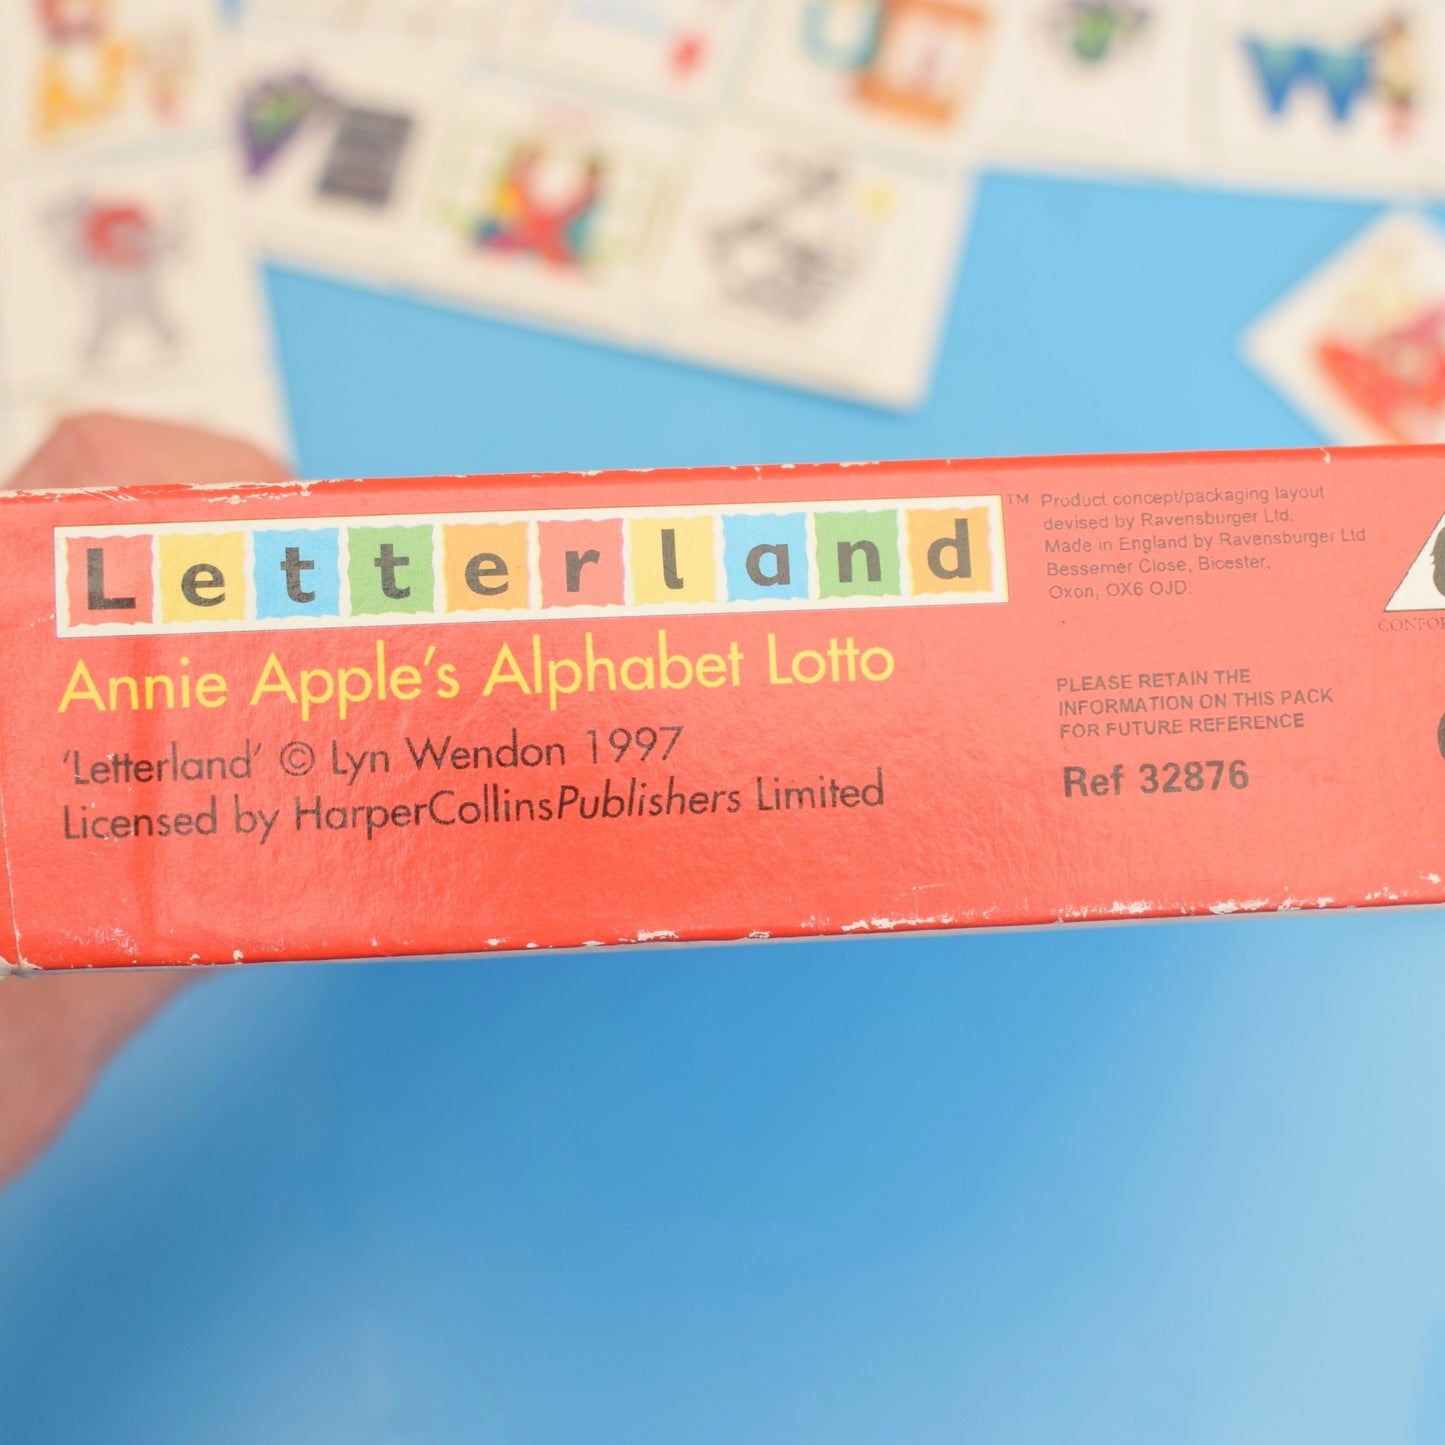 Letterland™
Annie Apple's Alphabet Lotto
'Letterland' © Lyn Wendon 1997
Licensed by HarperCollinsPublishers Limited
Product concept/packaging layout
devised by Ravensburger Ltd.
Made in England by Ravensburger Ltd
Bessemer Close, Bicester,
Oxon, OX6 OJD.
PLEASE RETAIN THE
INFORMATION ON THIS PACK
FOR FUTURE REFERENCE
Ref 32876